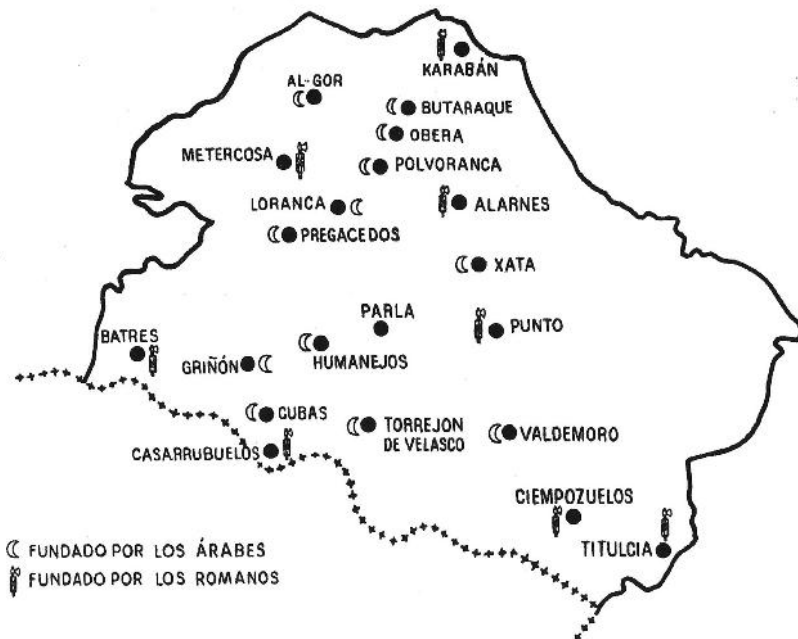 KARABÁN
AL-GOR
BUTARAQUE
OBERA
METERCOSA
POLVORANCA
LORANCA
ALARNES
PREGACEDOS
XATA
PARLA
PUNTO
BATRES
GRIÑÓN
HUMANEJOS
CUBAS
TORREJON
DE VELASCO
VALDEMORO
CASARRUBUELOS
CIEMPOZUELOS
TITULCIA
FUNDADO POR LOS ÁRABES
FUNDADO POR LOS ROMANOS